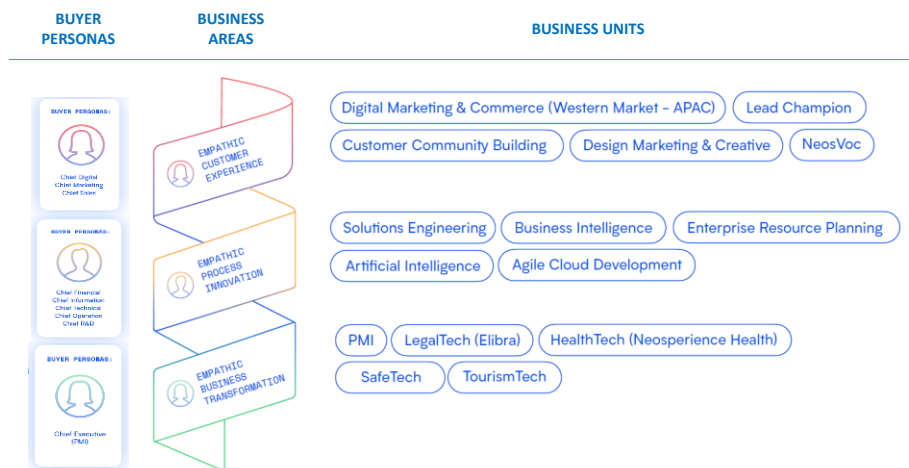 BUYER
PERSONAS
BUSINESS
AREAS
BUSINESS UNITS
BUYER PERSONAS:
Chief Digital
Chief Marketing
Chief Sales
EMPATHIC
CUSTOMER
EXPERIENCE
Digital Marketing & Commerce (Western Market - APAC)
Lead Champion
Customer Community Building
Design Marketing & Creative
NeosVoc
BUYER PERSONAS:
Chief Financial
Chief Information
Chief Technical
Chief Operation
Chief R&D
EMPATHIC
PROCESS
INNOVATION
Solutions Engineering
Business Intelligence
Enterprise Resource Planning
Artificial Intelligence
Agile Cloud Development
BUYER PERSONAS:
Chief Executive
(PMI)
EMPATHIC
BUSINESS
TRANSFORMATION
PMI
LegalTech (Elibra)
HealthTech (Neosperience Health)
SafeTech
TourismTech